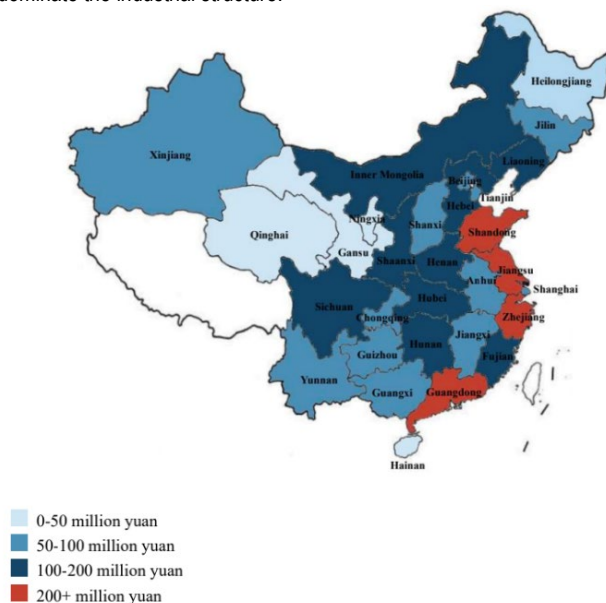 dominate the industrial structure.
Heilongjiang
Jilin
Xinjiang
Liaoning
Inner Mongolia
Beijing
Tianjin
Hebei
Ningxia
Shanxi
Shandong
Qinghai
Gansu
Shaanxi
Henan
Jiangsu
Anhui
Shanghai
Sichuan
Hubei
Chongqing
Zhejiang
Hunan
Jiangxi
Guizhou
Fujian
Yunnan
Guangxi
Guangdong
Hainan
0-50 million yuan
50-100 million yuan
100-200 million yuan
200+ million yuan